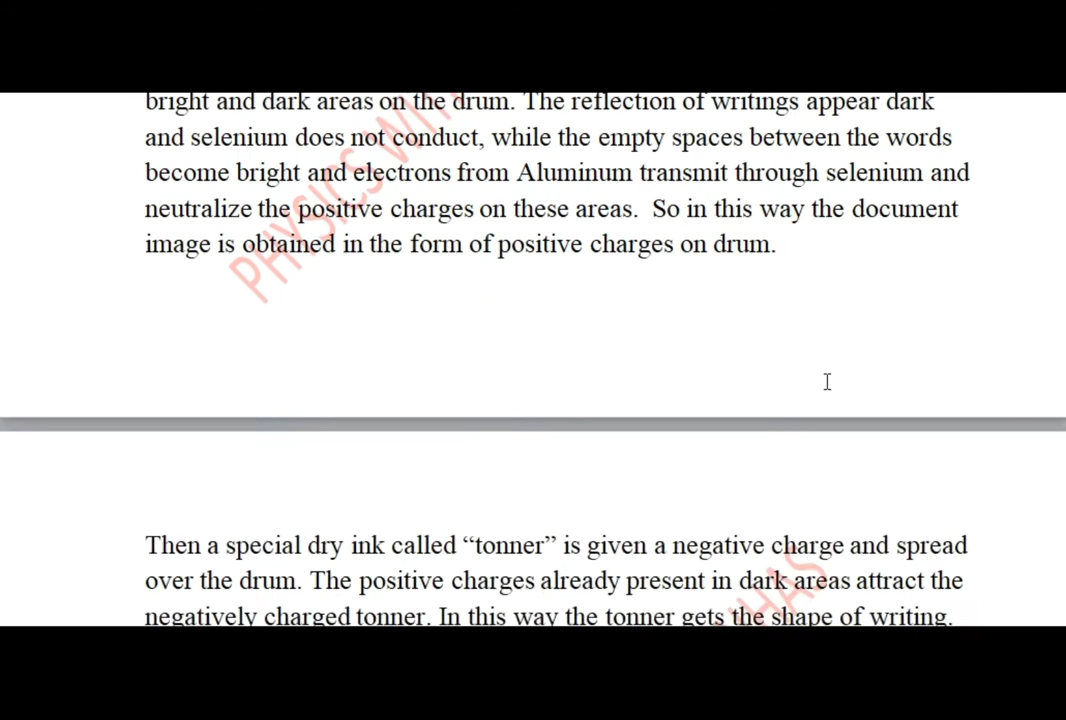 bright and dark areas on the drum. The reflection of writings appear dark
and selenium does not conduct, while the empty spaces between the words
become bright and electrons from Aluminum transmit through selenium and
neutralize the positive charges on these areas. So in this way the document
image is obtained in the form of positive charges on drum.
PHYSICS WITH
Then a special dry ink called “tonner” is given a negative charge and spread
over the drum. The positive charges already present in dark areas attract the
negatively charged tonner. In this way the tonner gets the shape of writing.